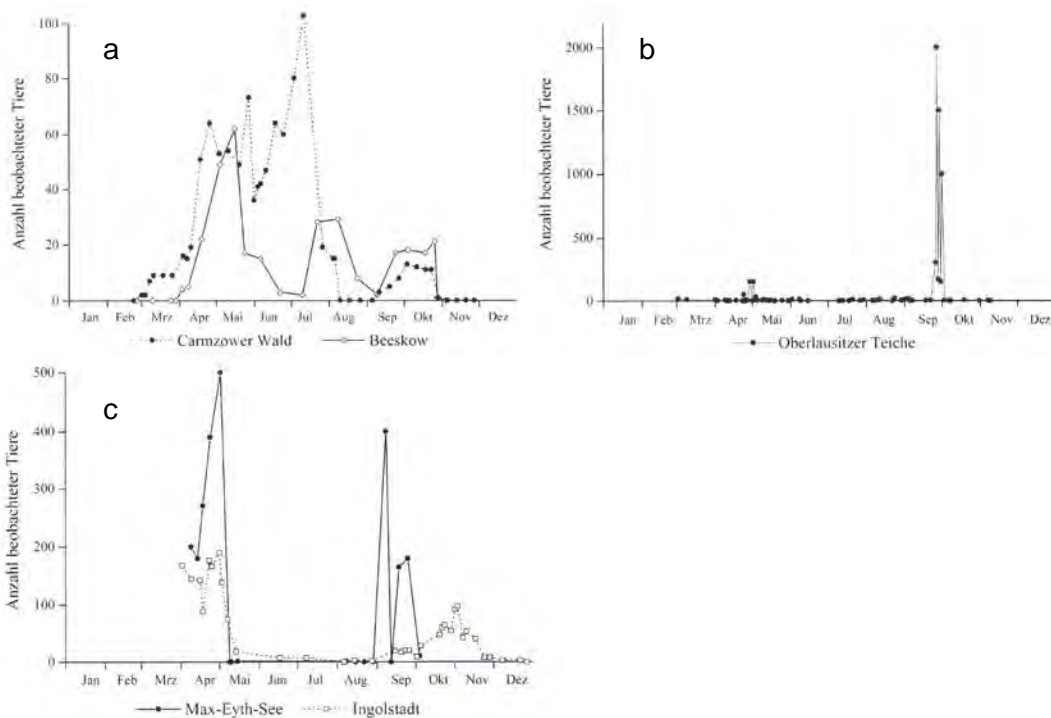 a
Anzahl beobachteter Tiere
100
80
60
40
20
0
Jan Feb Mrz Apr Mai Jun Jul Aug Sep Okt Nov Dez
Carmzower Wald Beeskow
b
Anzahl beobachteter Tiere
2000
1500
1000
500
0
Jan Feb Mrz Apr Mai Jun Jul Aug Sep Okt Nov Dez
Oberlausitzer Teiche
c
Anzahl beobachteter Tiere
500
400
300
200
100
0
Jan Feb Mrz Apr Mai Jun Jul Aug Sep Okt Nov Dez
Max-Eyth-See Ingolstadt